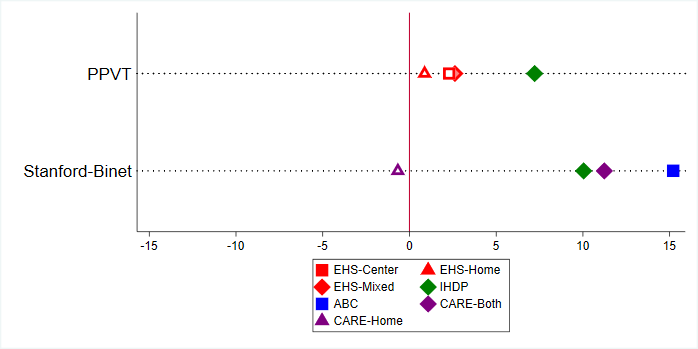 PPVT
Stanford-Binet
-15 -10 -5 0 5 10 15
EHS-Center EHS-Home
EHS-Mixed IHDP
ABC CARE-Both
CARE-Home